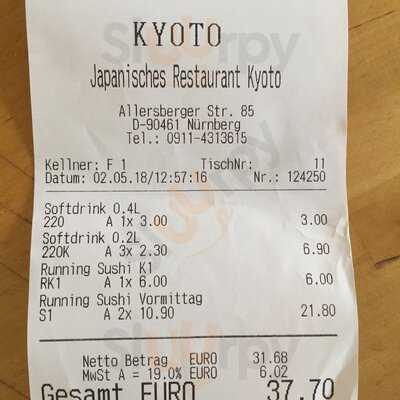 KYOTO
Japanisches Restaurant Kyoto
Allersberger Str. 85
D-90461 Nürnberg
Tel.: 0911-4313615
Kellner: F 1 TischNr: 11
Datum: 02.05.18/12:57:16 Nr.: 124250
Softdrink 0.4L
220 A 1x 3.00 3.00
Softdrink 0.2L
220K A 3x 2.30 6.90
Running Sushi K1
RK1 A 1x 6.00 6.00
Running Sushi Vormittag
S1 A 2x 10.90 21.80
Netto Betrag EURO 31.68
MwSt A = 19.0% EURO 6.02
Gesamt EURO 37.70